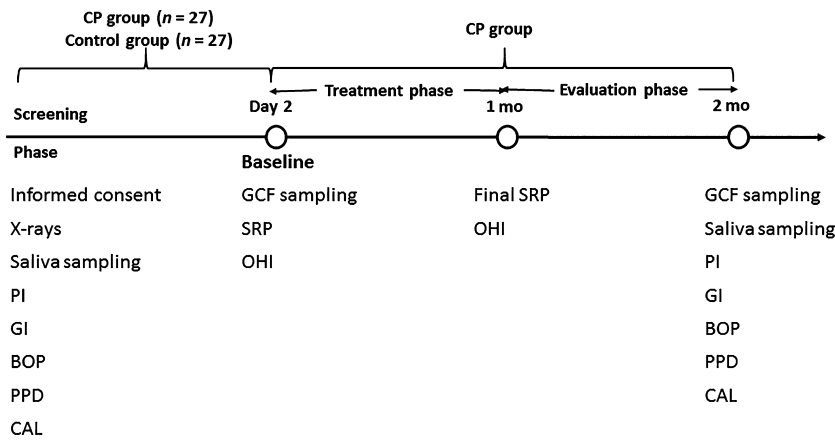 CP group (n = 27)
Control group (n = 27)
CP group
Treatment phase
Evaluation phase
Screening
Day 2
1 mo
2 mo
Phase
Baseline
Informed consent
GCF sampling
Final SRP
GCF sampling
X-rays
SRP
OHI
Saliva sampling
Saliva sampling
OHI
PI
PI
GI
GI
BOP
BOP
PPD
PPD
CAL
CAL